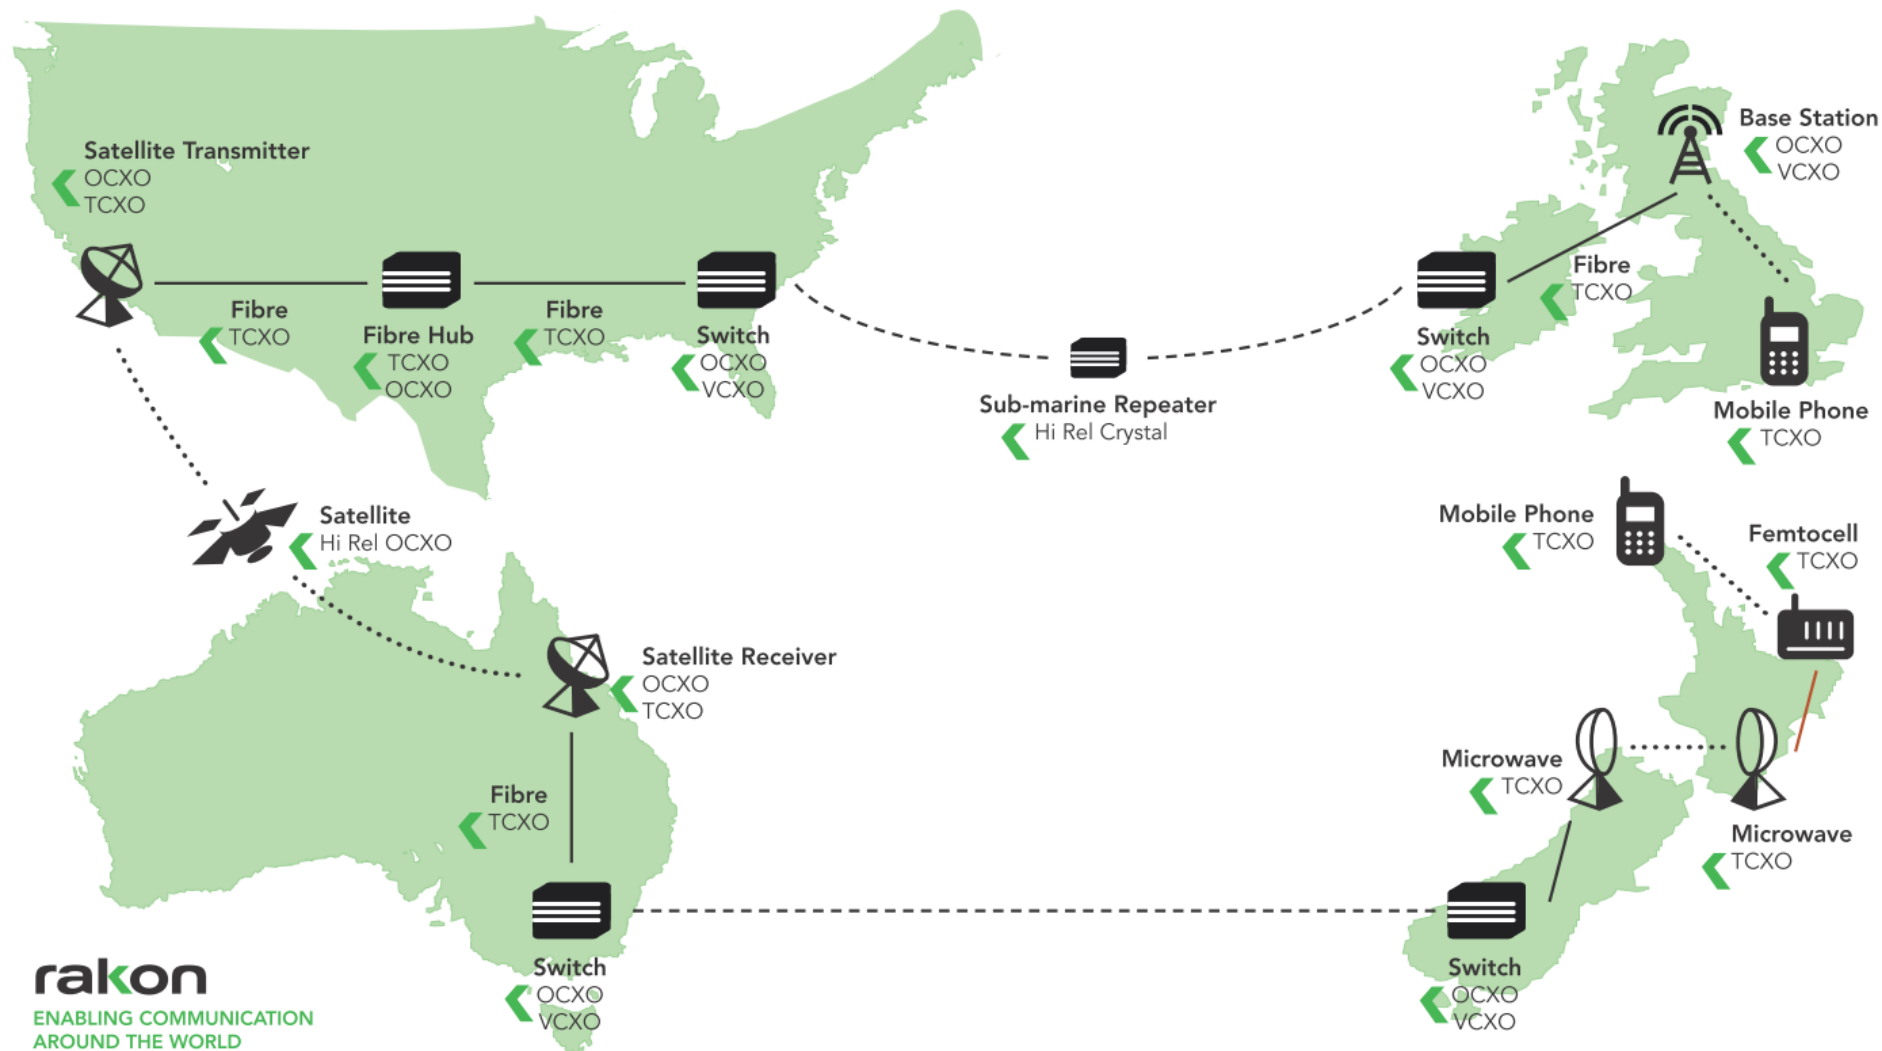 Satellite Transmitter
OCXO
TCXO
Fibre
TCXO
Fibre Hub
TCXO
OCXO
Fibre
TCXO
Switch
OCXO
VCXO
Sub-marine Repeater
Hi Rel Crystal
Switch
OCXO
VCXO
Fibre
TCXO
Base Station
OCXO
VCXO
Mobile Phone
TCXO
Satellite
Hi Rel OCXO
Satellite Receiver
OCXO
TCXO
Fibre
TCXO
Switch
OCXO
VCXO
Mobile Phone
TCXO
Femtocell
TCXO
Microwave
TCXO
Microwave
TCXO
Switch
OCXO
VCXO
rakon
ENABLING COMMUNICATION
AROUND THE WORLD